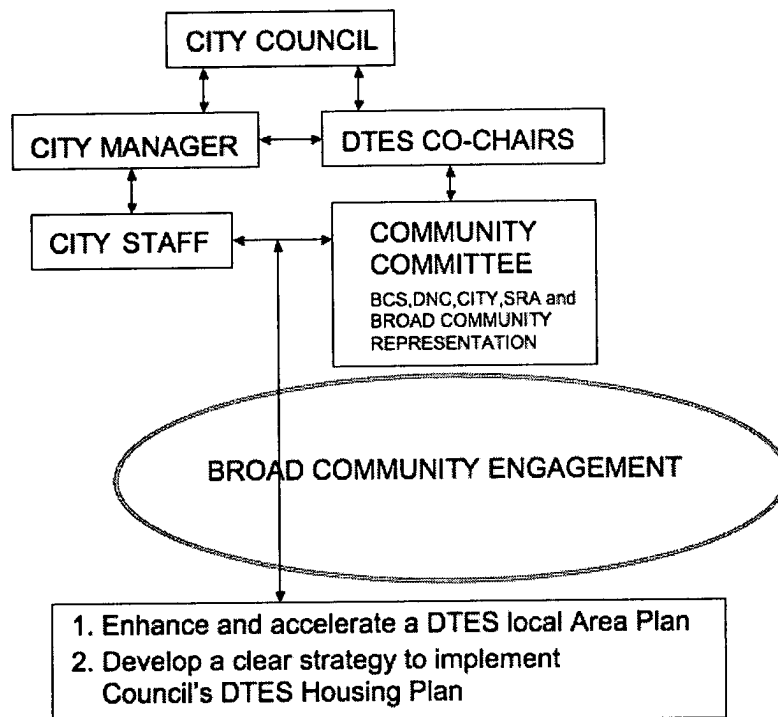 CITY COUNCIL
CITY MANAGER
DTES CO-CHAIRS
CITY STAFF
COMMUNITY
COMMITTEE
BCS,DNC,CITY,SRA and
BROAD COMMUNITY
REPRESENTATION
BROAD COMMUNITY ENGAGEMENT
1. Enhance and accelerate a DTES local Area Plan
2. Develop a clear strategy to implement
Council's DTES Housing Plan